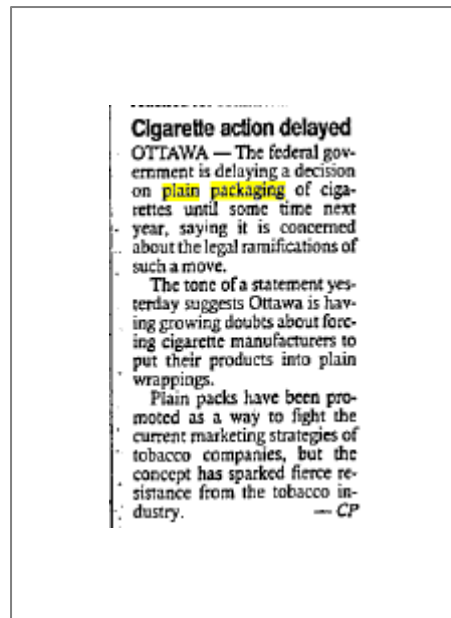 Cigarette action delayed
OTTAWA — The federal gov-
ernment is delaying a decision
on plain packaging of ciga-
rettes until some time next
year, saying it is concerned
about the legal ramifications of
such a move.
The tone of a statement yes-
terday suggests Ottawa is hav-
ing growing doubts about forc-
ing cigarette manufacturers to
put their products into plain
wrappings.
Plain packs have been pro-
moted as a way to fight the
current marketing strategies of
tobacco companies, but the
concept has sparked fierce re-
sistance from the tobacco in-
dustry. — CP